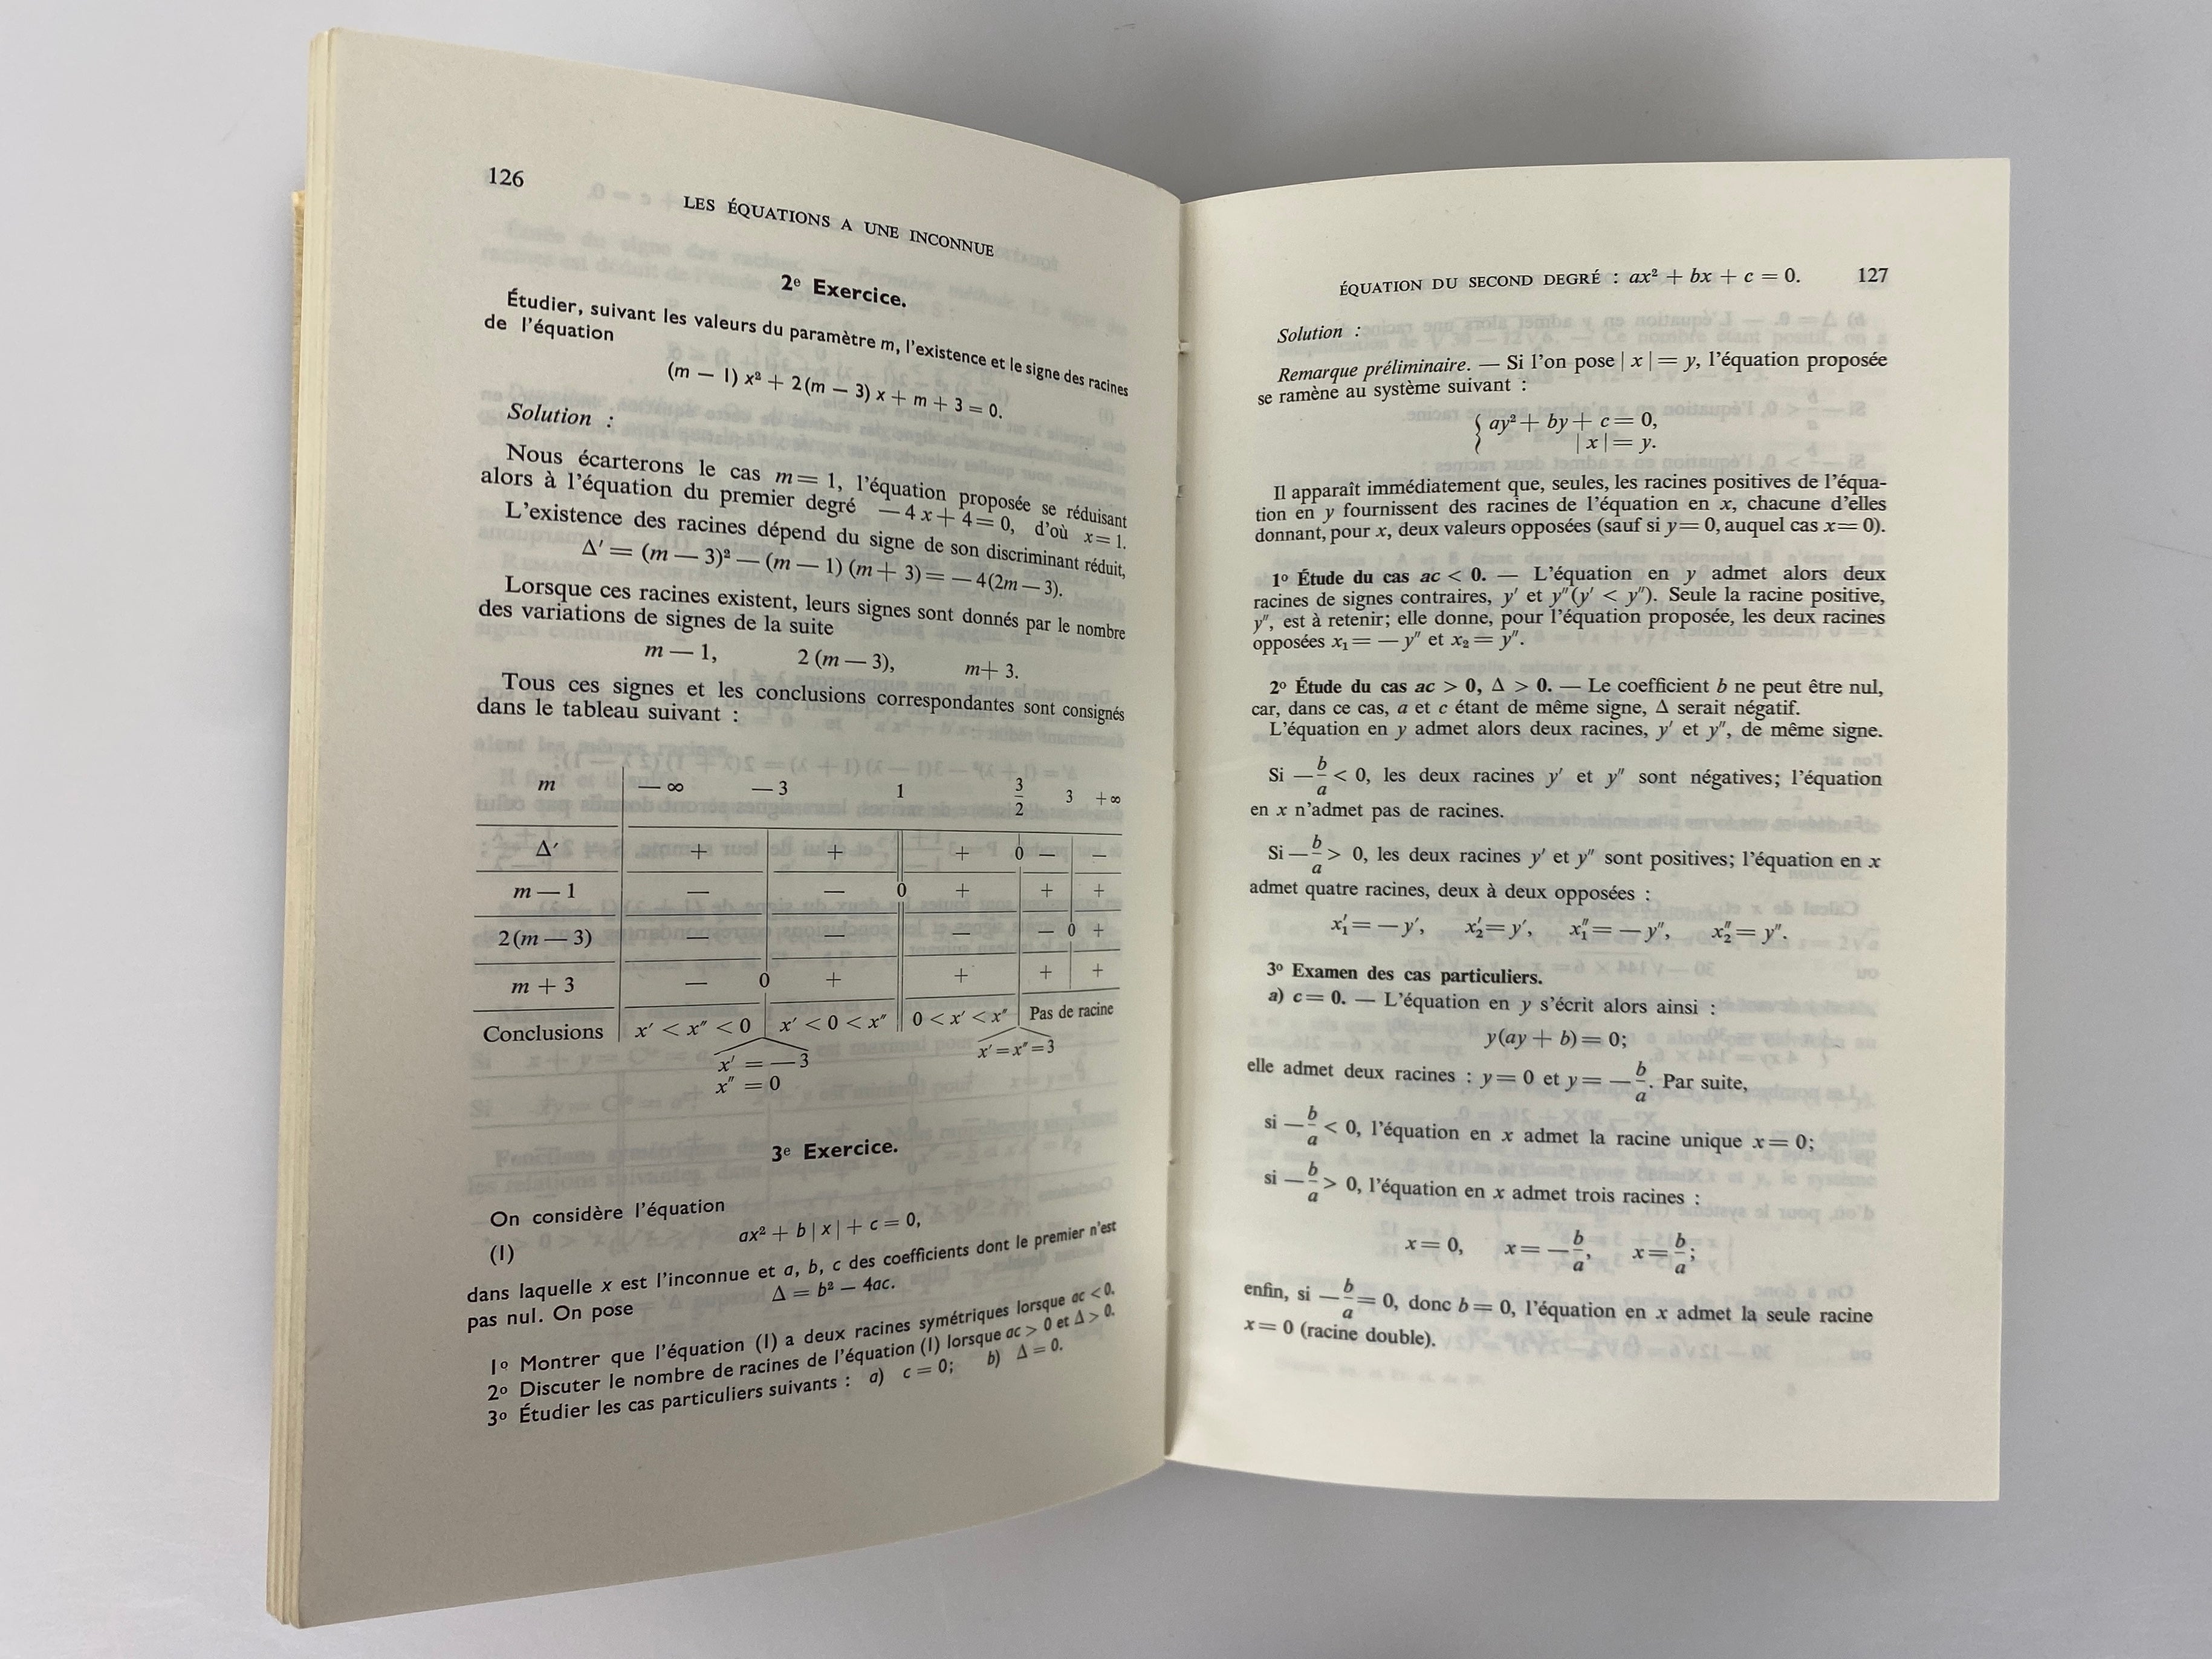 126
LES ÉQUATIONS A UNE INCONNUE
2e Exercice.
Étudier, suivant les valeurs du paramètre m, l'existence et le signe des racines
de l'équation
(m — 1) x² + 2 (m — 3) x + m + 3 = 0.
Solution :
Nous écarterons le cas m = 1, l'équation proposée se réduisant
alors à l'équation du premier degré — 4 x + 4 = 0, d'où x = 1.
L'existence des racines dépend du signe de son discriminant réduit,
Δ′ = (m — 3)² — (m — 1) (m + 3) = — 4 (2m — 3).
Lorsque ces racines existent, leurs signes sont donnés par le nombre
des variations de signes de la suite
m — 1, 2 (m — 3), m + 3.
Tous ces signes et les conclusions correspondantes sont consignés
dans le tableau suivant :
m — ∞ — 3 1 3/2 3 + ∞
Δ′ + + + 0 — —
m — 1 — — 0 + + +
2 (m — 3) — — — — 0 +
m + 3 — 0 + + + +
Conclusions x′ < x″ < 0 x′ < 0 < x″ 0 < x′ < x″ Pas de racine
x′ = — 3 x′ = x″ = 3
x″ = 0
3e Exercice.
On considère l'équation
(I) ax² + b | x | + c = 0,
dans laquelle x est l'inconnue et a, b, c des coefficients dont le premier n'est
pas nul. On pose Δ = b² — 4ac.
1o Montrer que l'équation (I) a deux racines symétriques lorsque ac < 0.
2o Discuter le nombre de racines de l'équation (I) lorsque ac > 0 et Δ > 0.
3o Étudier les cas particuliers suivants : a) c = 0; b) Δ = 0.
ÉQUATION DU SECOND DEGRÉ : ax² + bx + c = 0. 127
Solution :
Remarque préliminaire. — Si l'on pose | x | = y, l'équation proposée
se ramène au système suivant :
{ ay² + by + c = 0,
| x | = y.
Il apparaît immédiatement que, seules, les racines positives de l'équa-
tion en y fournissent des racines de l'équation en x, chacune d'elles
donnant, pour x, deux valeurs opposées (sauf si y = 0, auquel cas x = 0).
1o Étude du cas ac < 0. — L'équation en y admet alors deux
racines de signes contraires, y′ et y″ (y′ < y″). Seule la racine positive,
y″, est à retenir; elle donne, pour l'équation proposée, les deux racines
opposées x₁ = — y″ et x₂ = y″.
2o Étude du cas ac > 0, Δ > 0. — Le coefficient b ne peut être nul,
car, dans ce cas, a et c étant de même signe, Δ serait négatif.
L'équation en y admet alors deux racines, y′ et y″, de même signe.
Si — b/a < 0, les deux racines y′ et y″ sont négatives; l'équation
en x n'admet pas de racines.
Si — b/a > 0, les deux racines y′ et y″ sont positives; l'équation en x
admet quatre racines, deux à deux opposées :
x′₁ = — y′, x′₂ = y′, x″₁ = — y″, x″₂ = y″.
3o Examen des cas particuliers.
a) c = 0. — L'équation en y s'écrit alors ainsi :
y(ay + b) = 0;
elle admet deux racines : y = 0 et y = — b/a. Par suite,
si — b/a < 0, l'équation en x admet la racine unique x = 0;
si — b/a > 0, l'équation en x admet trois racines :
x = 0, x = — b/a, x = b/a;
enfin, si — b/a = 0, donc b = 0, l'équation en x admet la seule racine
x = 0 (racine double).